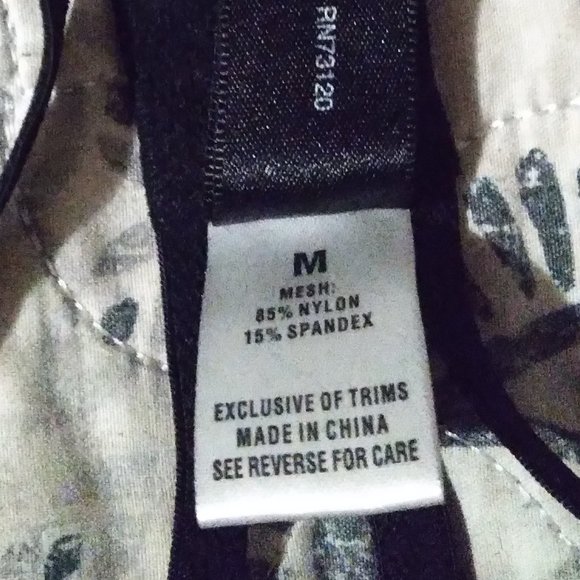 RN73120
M
MESH:
85% NYLON
15% SPANDEX
EXCLUSIVE OF TRIMS
MADE IN CHINA
SEE REVERSE FOR CARE